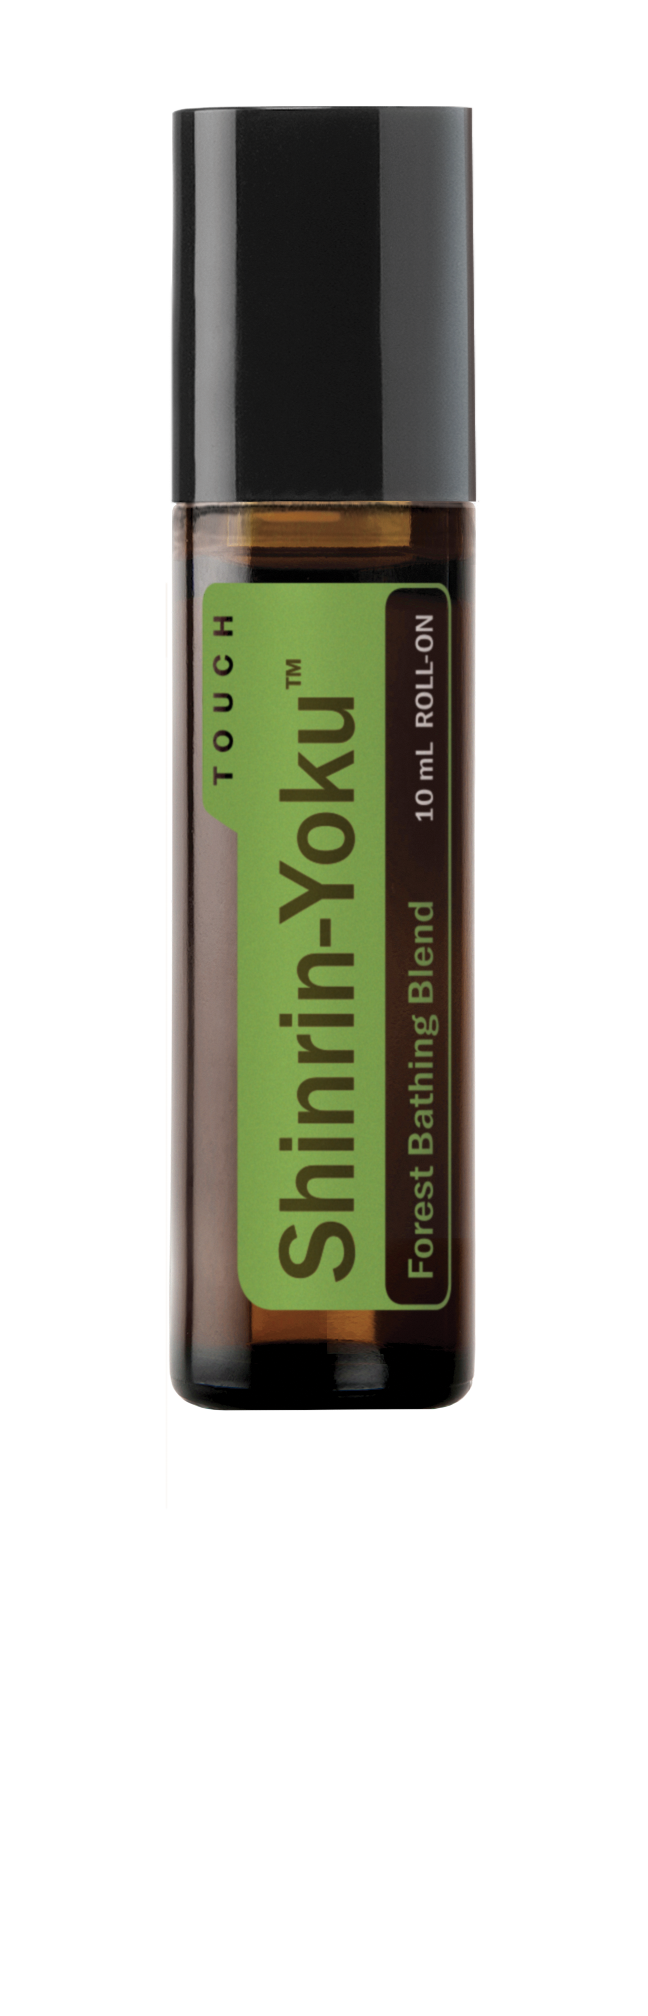 TOUCH
Shinrin-Yoku™
Forest Bathing Blend 10 mL ROLL-ON